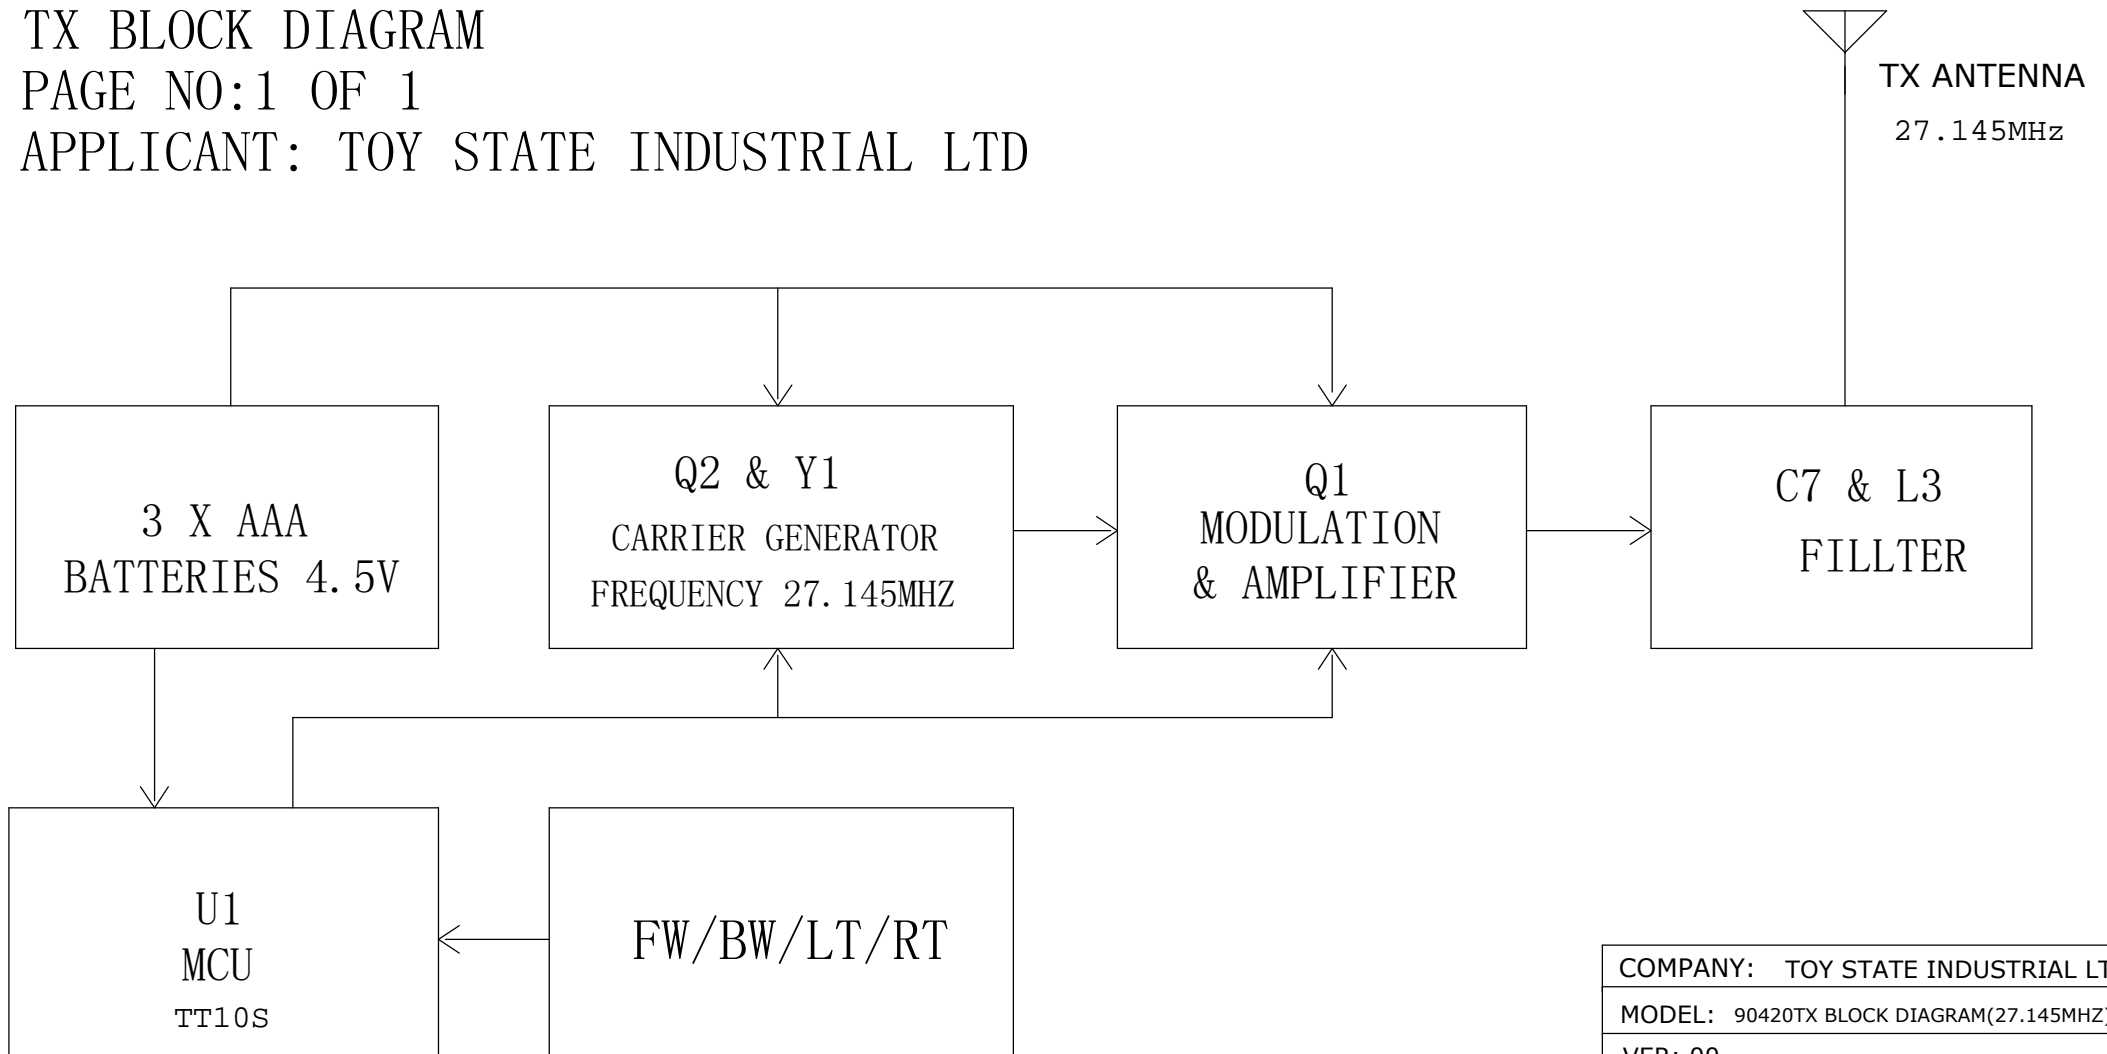 TX BLOCK DIAGRAM
PAGE NO:1 OF 1
APPLICANT: TOY STATE INDUSTRIAL LTD
TX ANTENNA
27.145MHz
3 X AAA
BATTERIES 4.5V
Q2 & Y1
CARRIER GENERATOR
FREQUENCY 27.145MHZ
Q1
MODULATION
& AMPLIFIER
C7 & L3
FILLTER
U1
MCU
TT10S
FW/BW/LT/RT
COMPANY: TOY STATE INDUSTRIAL LT
MODEL: 90420TX BLOCK DIAGRAM(27.145MHZ)